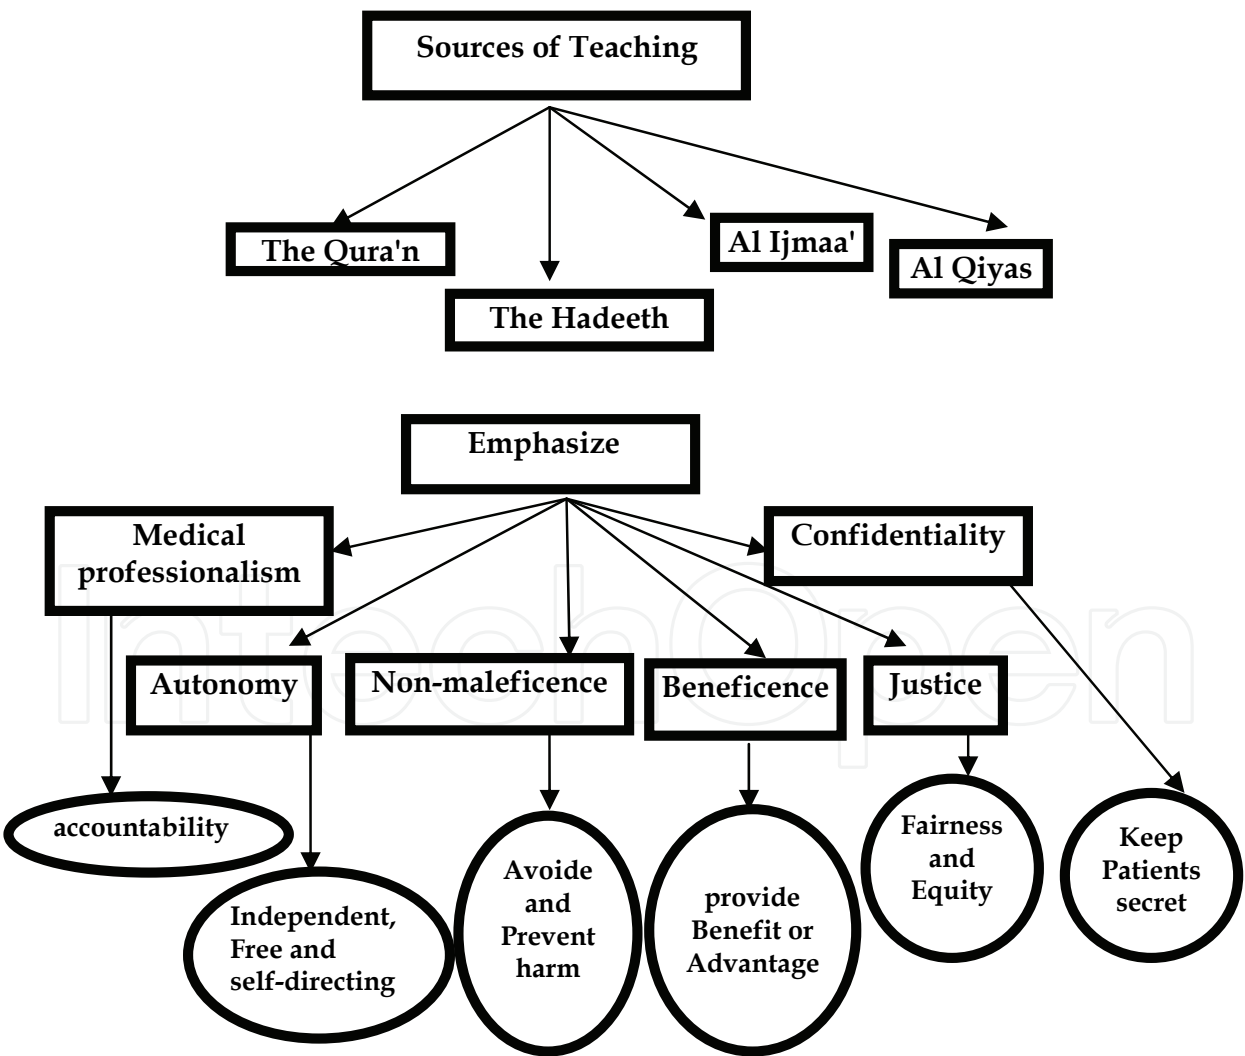 Sources of Teaching
The Qura'n
The Hadeeth
Al Ijmaa'
Al Qiyas
Emphasize
Medical
professionalism
Confidentiality
Autonomy
Non-maleficence
Beneficence
Justice
accountability
Independent,
Free and
self-directing
Avoide
and
Prevent
harm
provide
Benefit or
Advantage
Fairness
and
Equity
Keep
Patients
secret
IntechOpen